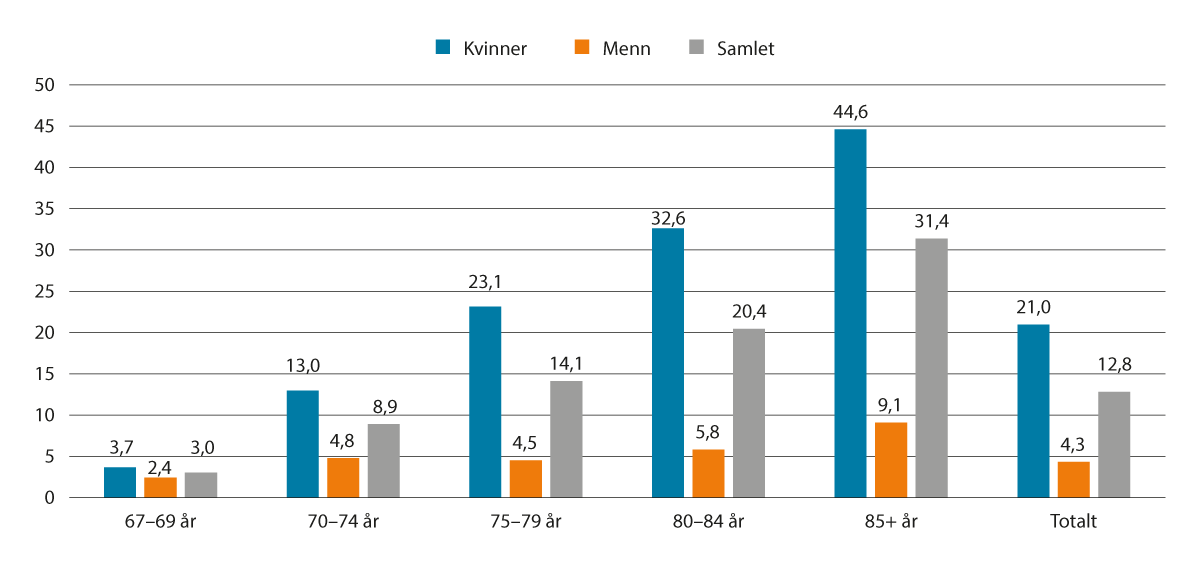 Kvinner Menn Samlet
50
45
40
35
30
25
20
15
10
5
0
3,7 2,4 3,0
13,0 4,8 8,9
23,1 4,5 14,1
32,6 5,8 20,4
44,6 9,1 31,4
21,0 4,3 12,8
67–69 år 70–74 år 75–79 år 80–84 år 85+ år Totalt